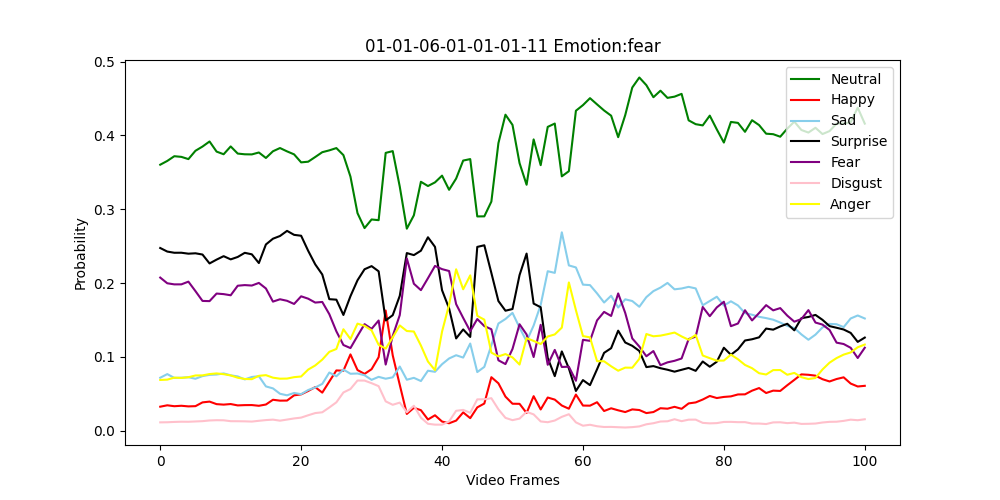 01-01-06-01-01-01-11 Emotion:fear
Probability
0.5
0.4
0.3
0.2
0.1
0.0
Neutral
Happy
Sad
Surprise
Fear
Disgust
Anger
0 20 40 60 80 100
Video Frames